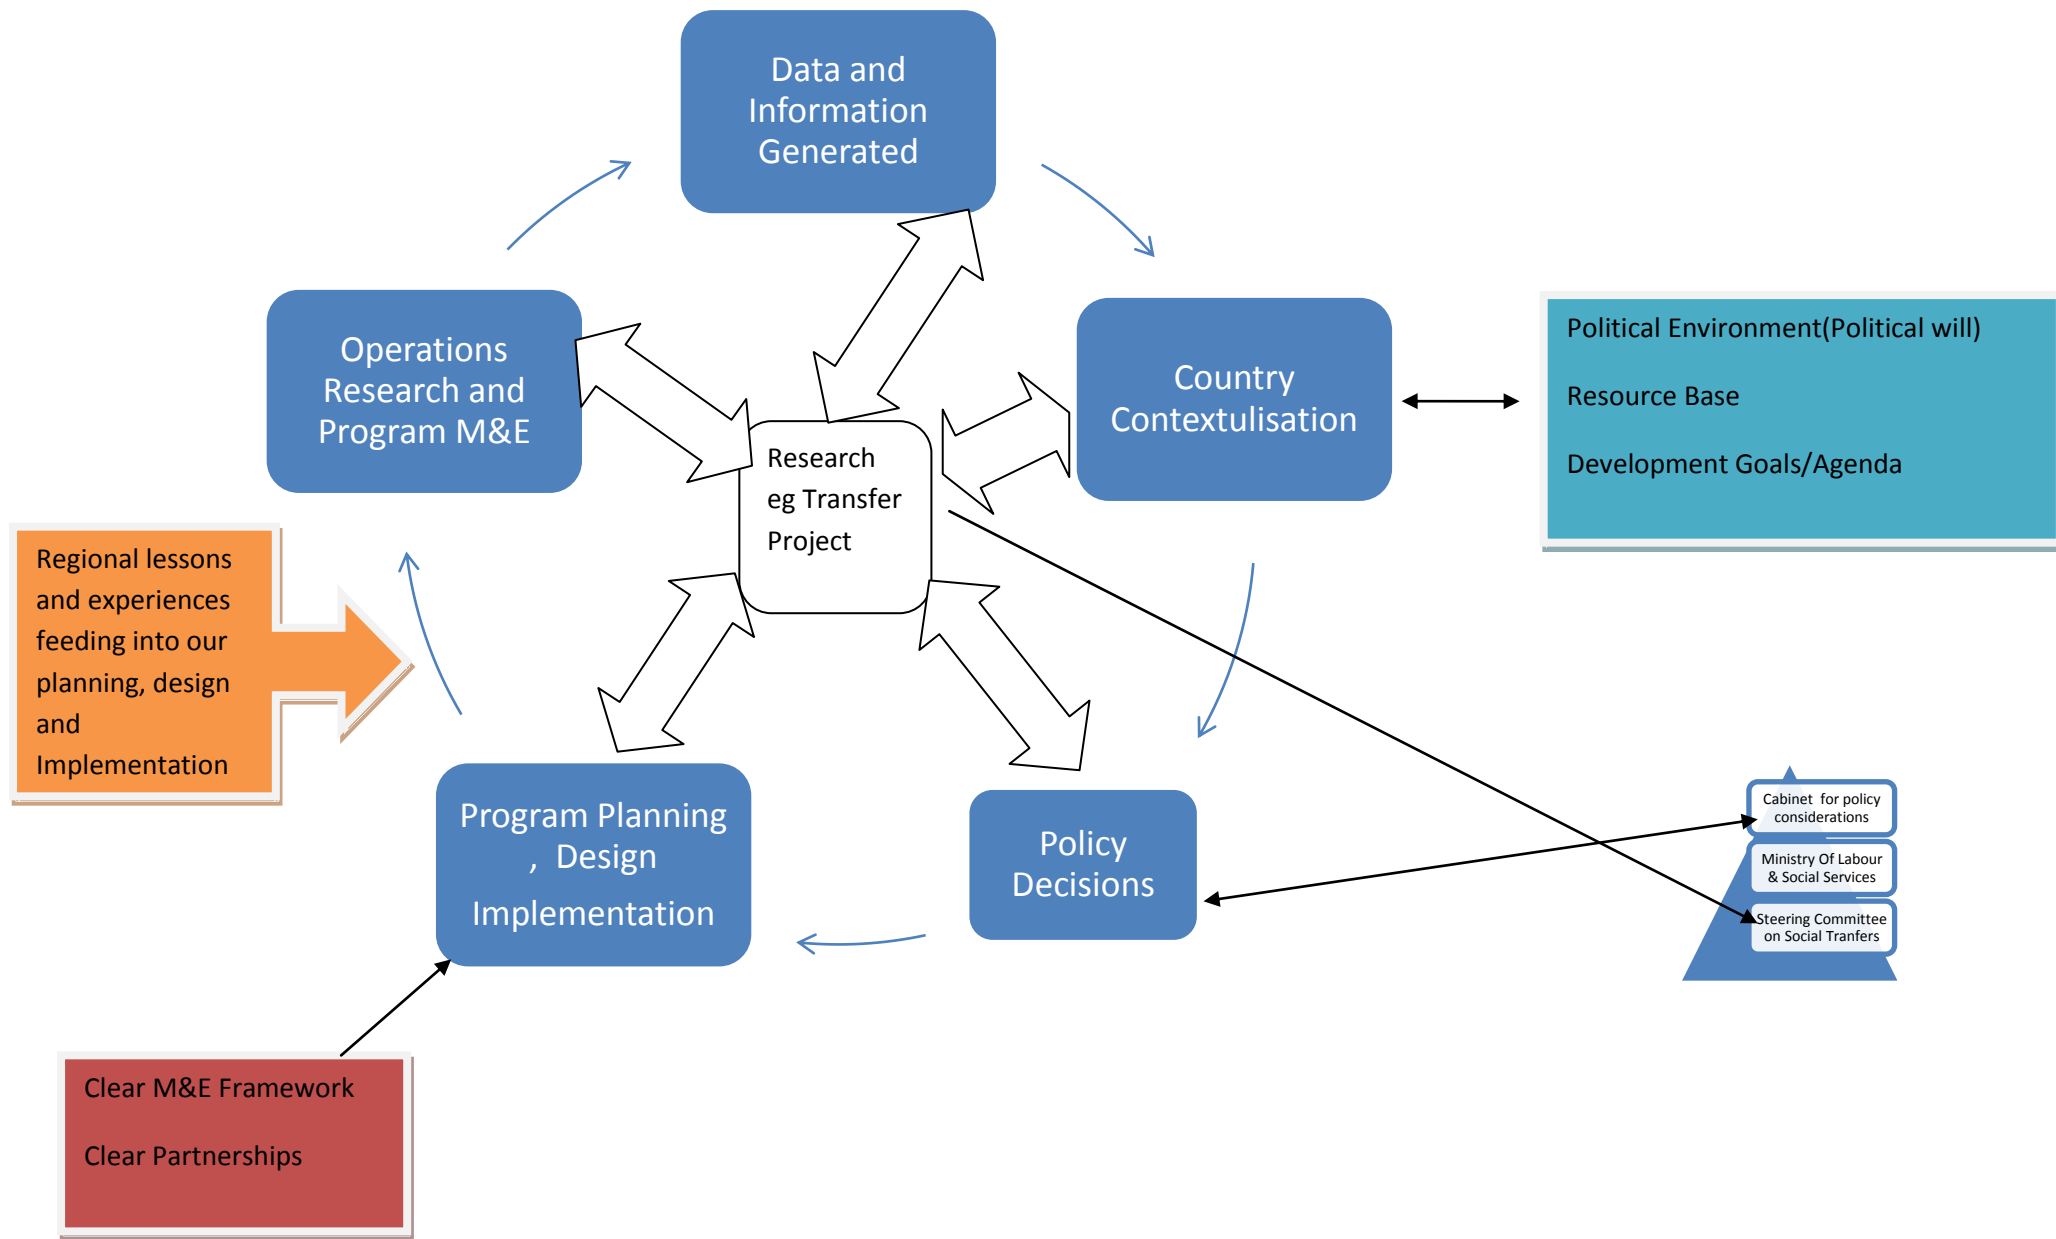 Data and
Information
Generated
Operations
Research and
Program M&E
Country
Contextulisation
Political Environment(Political will)
Resource Base
Development Goals/Agenda
Research
eg Transfer
Project
Regional lessons
and experiences
feeding into our
planning, design
and
Implementation
Program Planning
, Design
Implementation
Policy
Decisions
Cabinet for policy
considerations
Ministry Of Labour
& Social Services
Steering Committee
on Social Tranfers
Clear M&E Framework
Clear Partnerships